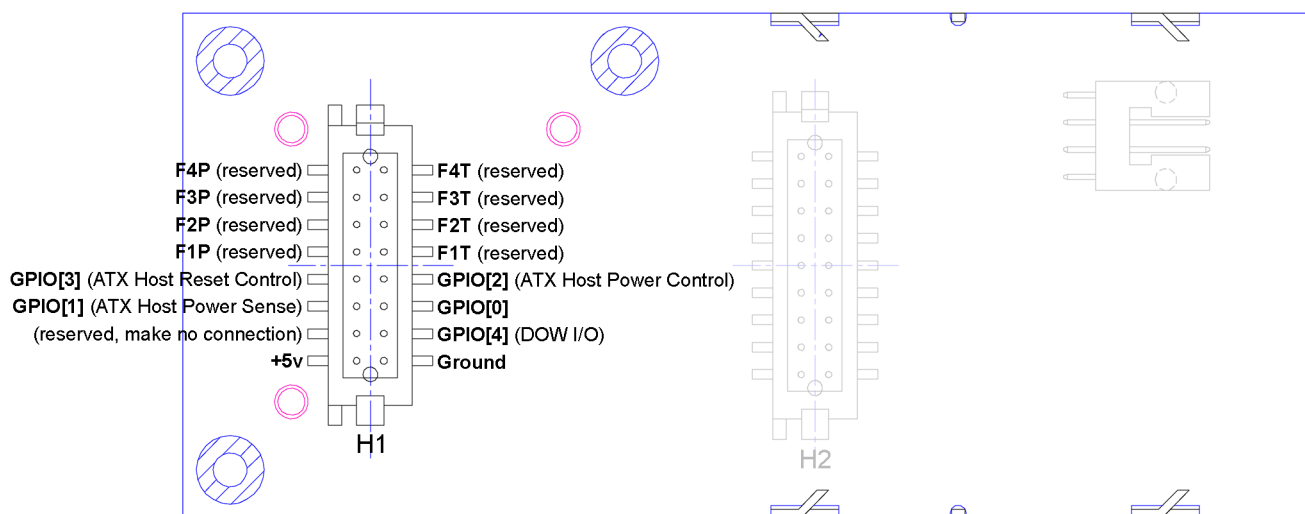 F4P (reserved) F4T (reserved)
F3P (reserved) F3T (reserved)
F2P (reserved) F2T (reserved)
F1P (reserved) F1T (reserved)
GPIO[3] (ATX Host Reset Control) GPIO[2] (ATX Host Power Control)
GPIO[1] (ATX Host Power Sense) GPIO[0]
(reserved, make no connection) GPIO[4] (DOW I/O)
+5v Ground
H1
H2